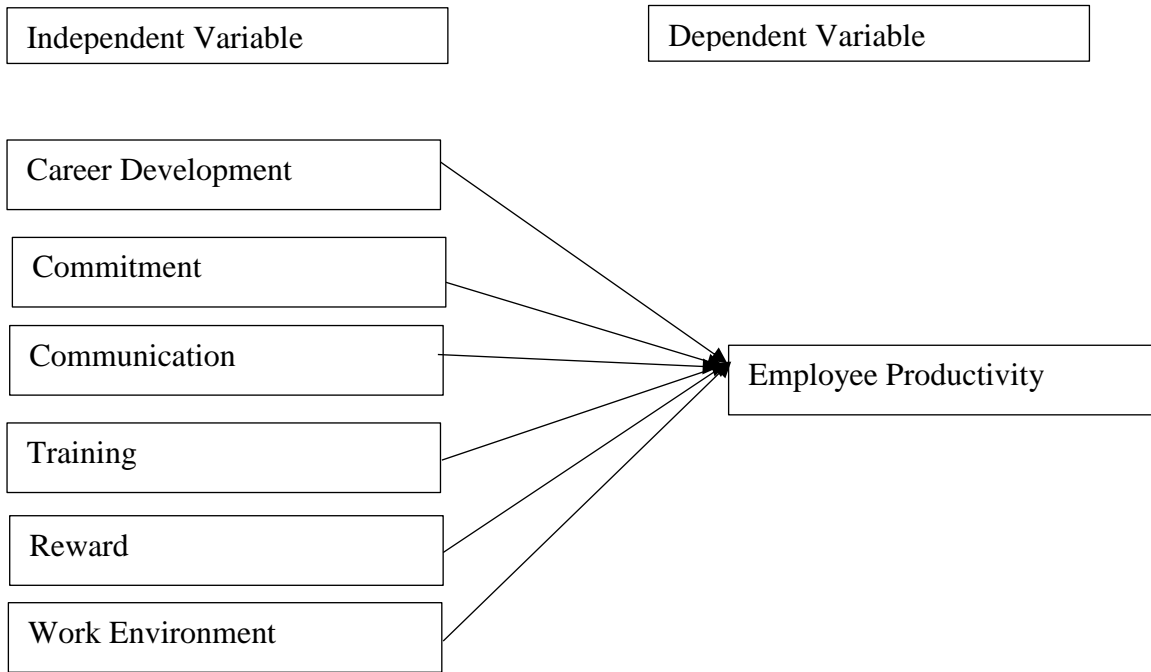 Independent Variable
Dependent Variable
Career Development
Commitment
Communication
Employee Productivity
Training
Reward
Work Environment